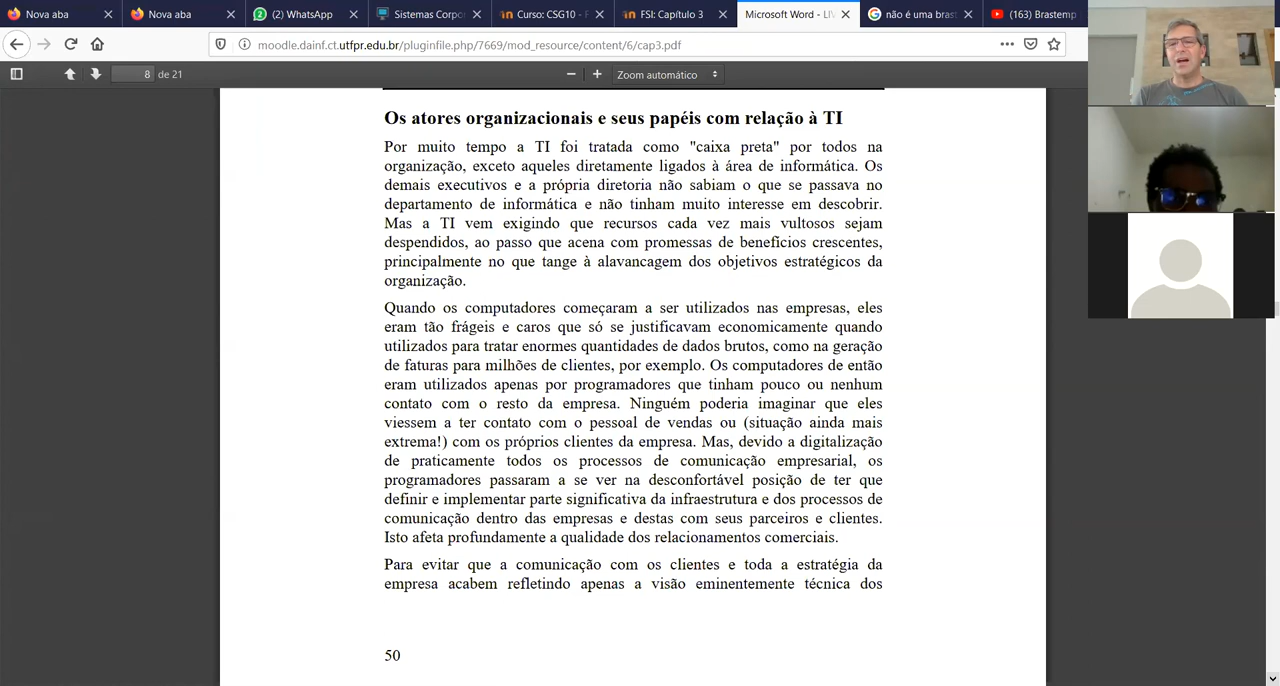 Nova aba
Nova aba
(2) WhatsApp
Sistemas Corpo
Curso: CSG10 - F
FSI: Capítulo 3
Microsoft Word - LIV
não é uma bras
(163) Brastemp
moodle.dainf.ct.utfpr.edu.br/pluginfile.php/7669/mod_resource/content/6/cap3.pdf
8 de 21
Zoom automático
Os atores organizacionais e seus papéis com relação à TI
Por muito tempo a TI foi tratada como "caixa preta" por todos na
organização, exceto aqueles diretamente ligados à área de informática. Os
demais executivos e a própria diretoria não sabiam o que se passava no
departamento de informática e não tinham muito interesse em descobrir.
Mas a TI vem exigindo que recursos cada vez mais vultosos sejam
despendidos, ao passo que acena com promessas de benefícios crescentes,
principalmente no que tange à alavancagem dos objetivos estratégicos da
organização.
Quando os computadores começaram a ser utilizados nas empresas, eles
eram tão frágeis e caros que só se justificavam economicamente quando
utilizados para tratar enormes quantidades de dados brutos, como na geração
de faturas para milhões de clientes, por exemplo. Os computadores de então
eram utilizados apenas por programadores que tinham pouco ou nenhum
contato com o resto da empresa. Ninguém poderia imaginar que eles
viessem a ter contato com o pessoal de vendas ou (situação ainda mais
extrema!) com os próprios clientes da empresa. Mas, devido a digitalização
de praticamente todos os processos de comunicação empresarial, os
programadores passaram a se ver na desconfortável posição de ter que
definir e implementar parte significativa da infraestrutura e dos processos de
comunicação dentro das empresas e destas com seus parceiros e clientes.
Isto afeta profundamente a qualidade dos relacionamentos comerciais.
Para evitar que a comunicação com os clientes e toda a estratégia da
empresa acabem refletindo apenas a visão eminentemente técnica dos
50